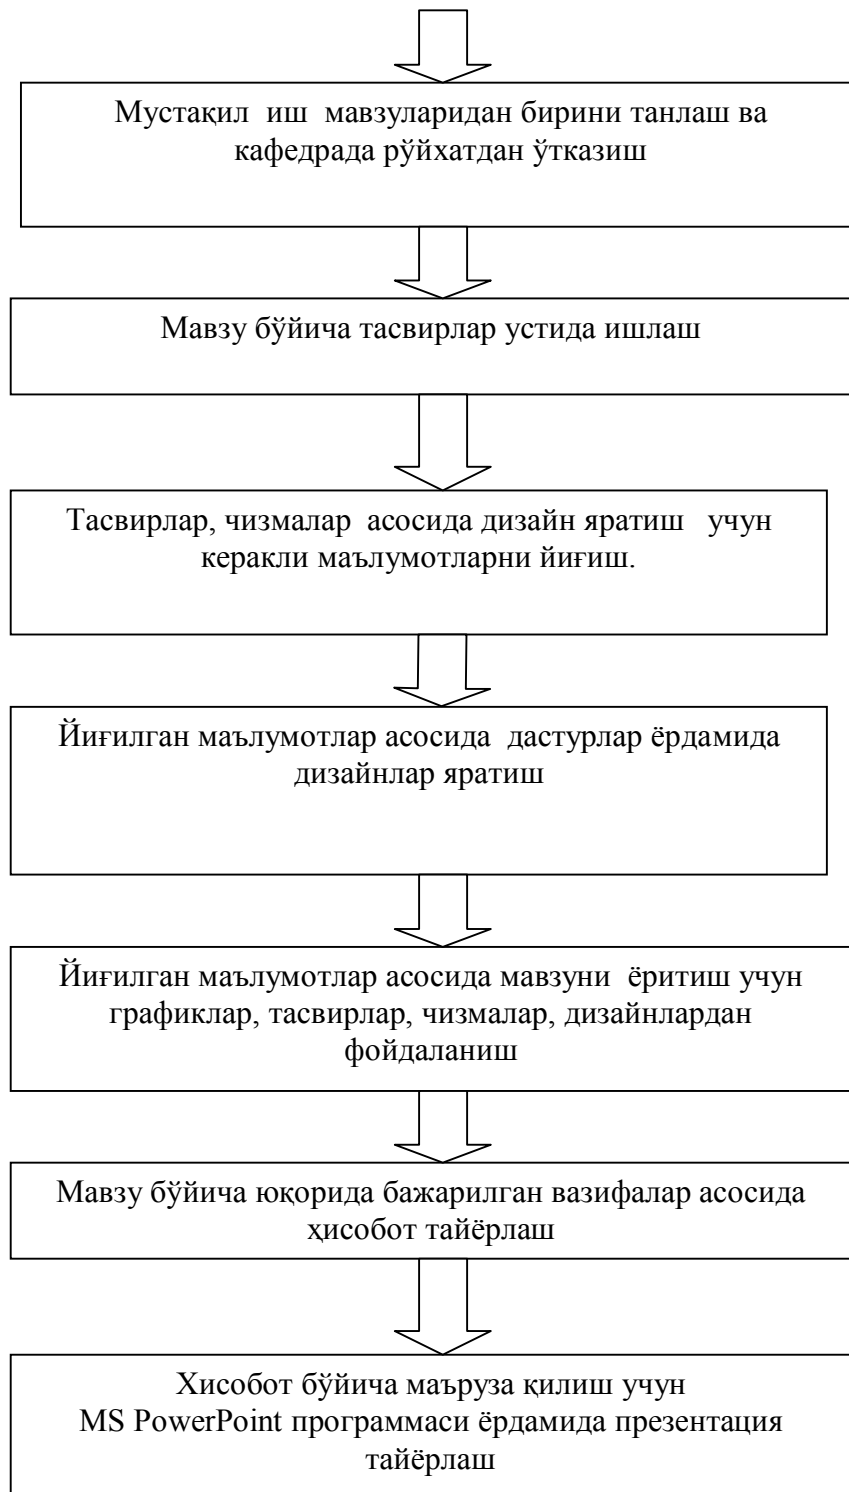 Мустақил иш мавзуларидан бирини танлаш ва
кафедрада рўйхатдан ўтказиш
Мавзу бўйича тасвирлар устида ишлаш
Тасвирлар, чизмалар асосида дизайн яратиш учун
керакли маълумотларни йиғиш.
Йиғилган маълумотлар асосида дастурлар ёрдамида
дизайнлар яратиш
Йиғилган маълумотлар асосида мавзуни ёритиш учун
графиклар, тасвирлар, чизмалар, дизайнлардан
фойдаланиш
Мавзу бўйича юқорида бажарилган вазифалар асосида
ҳисобот тайёрлаш
Хисобот бўйича маъруза қилиш учун
MS PowerPoint программаси ёрдамида презентация
тайёрлаш